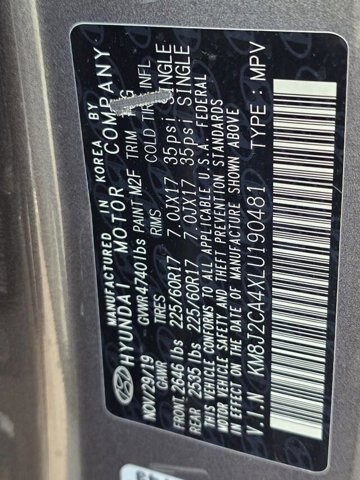 MANUFACTURED IN KOREA BY
HYUNDAI MOTOR COMPANY
NOV/29/19 GVWR 4740 lbs PAINT M2F TRIM
GAWR TIRES RIMS COLD TIRE INFL
FRONT 2646 lbs 225/60R17 7.0JX17 35psi SINGLE
REAR 2535 lbs 225/60R17 7.0JX17 35psi SINGLE
THIS VEHICLE CONFORMS TO ALL APPLICABLE U.S.A. FEDERAL
MOTOR VEHICLE SAFETY AND THEFT PREVENTION STANDARDS
IN EFFECT ON THE DATE OF MANUFACTURE SHOWN ABOVE
V.I.N KM8J2CA4XLU190481 TYPE : MPV